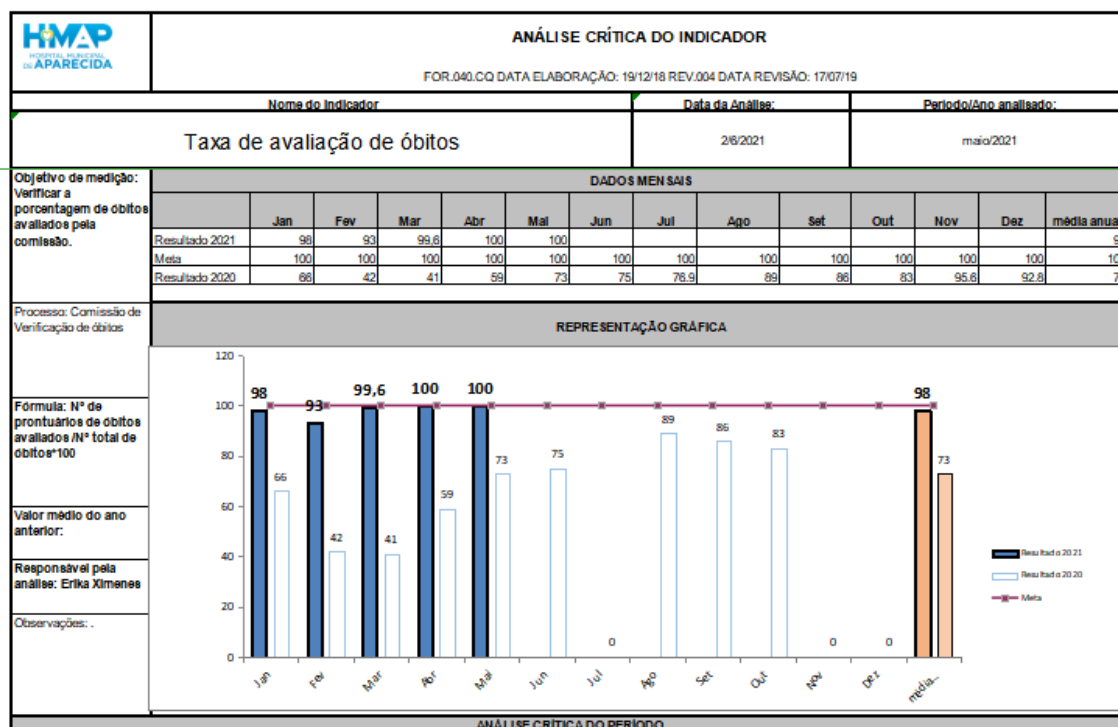 HMAP
HOSPITAL MUNICIPAL
DE APARECIDA
ANÁLISE CRÍTICA DO INDICADOR
FOR.040.CQ DATA ELABORAÇÃO: 19/12/18 REV.004 DATA REVISÃO: 17/07/19
Nome do Indicador Data da Análise: Período/Ano analisado:
Taxa de avaliação de óbitos 2/6/2021 maio/2021
Objetivo de medição:
Verificar a
porcentagem de óbitos
avaliados pela
comissão.
DADOS MENSAIS
Jan Fev Mar Abr Mai Jun Jul Ago Set Out Nov Dez média anua
Resultado 2021 98 93 99,6 100 100 9
Meta 100 100 100 100 100 100 100 100 100 100 100 100 10
Resultado 2020 66 42 41 59 73 75 76.9 89 86 83 95.6 92.8 7
Processo: Comissão de
Verificação de óbitos
REPRESENTAÇÃO GRÁFICA
Fórmula: Nº de
prontuários de óbitos
avaliados /Nº total de
óbitos*100
Valor médio do ano
anterior:
Responsável pela
análise: Erika Ximenes
Observações: .
120
100
80
60
40
20
0
98 93 99,6 100 100 98
66 42 41 59 73 75 0 89 86 83 0 0 73
Jan Fev Mar Abr Mai Jun Jul Ago Set Out Nov Dez média...
Resultado 2021
Resultado 2020
Meta
ANÁLISE CRÍTICA DO PERÍODO